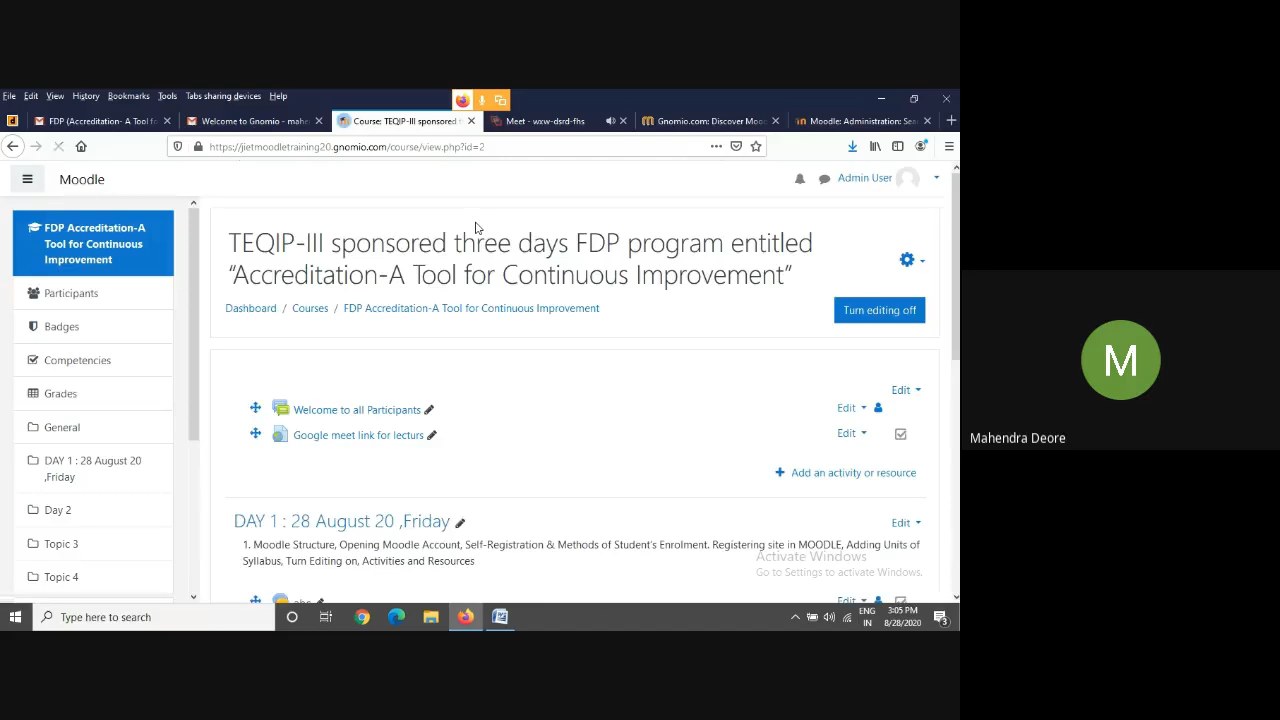 File Edit View History Bookmarks Tools Tabs sharing devices Help
FDP (Accreditation- A Tool fo
Welcome to Gnomio - mahe
Course: TEQIP-III sponsored t
Meet - wxw-dsrd-fhs
Gnomio.com: Discover Moo
Moodle: Administration: Sea
https://jietmoodletraining20.gnomio.com/course/view.php?id=2
Moodle
Admin User
FDP Accreditation-A
Tool for Continuous
Improvement
Participants
Badges
Competencies
Grades
General
DAY 1 : 28 August 20
,Friday
Day 2
Topic 3
Topic 4
TEQIP-III sponsored three days FDP program entitled
“Accreditation-A Tool for Continuous Improvement”
Dashboard / Courses / FDP Accreditation-A Tool for Continuous Improvement
Turn editing off
Edit
Welcome to all Participants
Edit
Google meet link for lecturs
Edit
Add an activity or resource
DAY 1 : 28 August 20 ,Friday
Edit
1. Moodle Structure, Opening Moodle Account, Self-Registration & Methods of Student's Enrolment. Registering site in MOODLE, Adding Units of
Syllabus, Turn Editing on, Activities and Resources
Activate Windows
Go to Settings to activate Windows.
abc
Edit
Type here to search
ENG
IN
3:05 PM
8/28/2020
3
M
Mahendra Deore